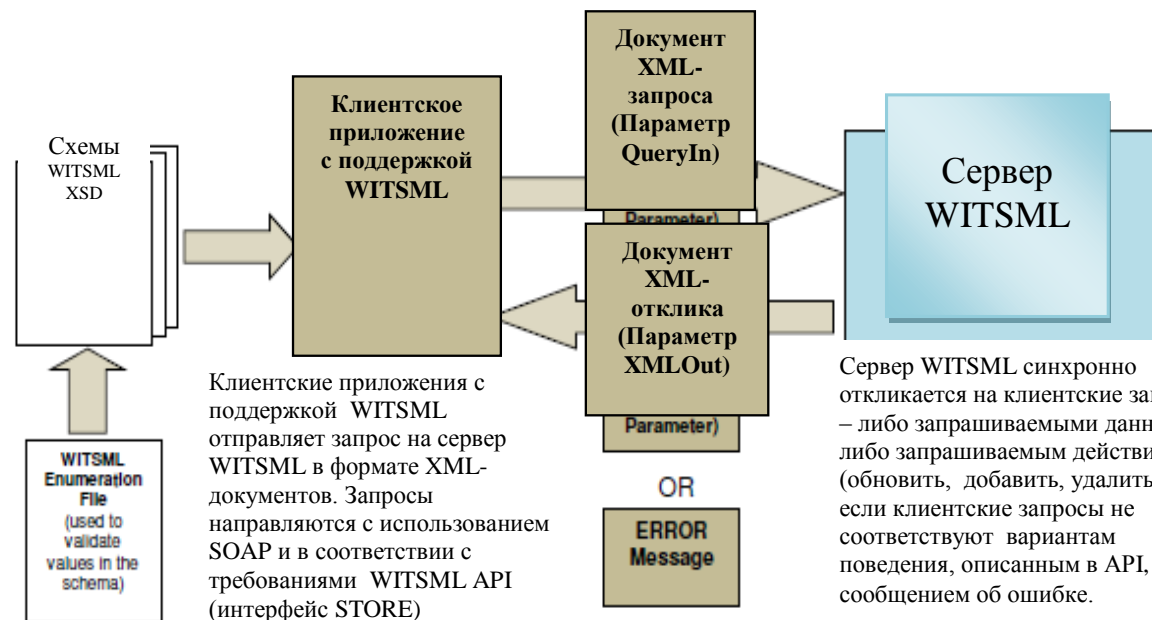 Схемы
WITSML
XSD
WITSML
Enumeration
File
(used to
validate
values in the
schema)
Клиентское
приложение
с поддержкой
WITSML
Клиентские приложения с
поддержкой WITSML
отправляет запрос на сервер
WITSML в формате XML-
документов. Запросы
направляются с использованием
SOAP и в соответствии с
требованиями WITSML API
(интерфейс STORE)
Документ
XML-
запроса
(Параметр
QueryIn)
Parameter)
Документ
XML-
отклика
(Параметр
XMLOut)
Parameter)
OR
ERROR
Message
Сервер
WITSML
Сервер WITSML синхронно
откликается на клиентские
– либо запрашиваемыми
либо запрашиваемым
(обновить, добавить, удалить
если клиентские запросы не
соответствуют вариантам
поведения, описанным в API,
сообщением об ошибке.